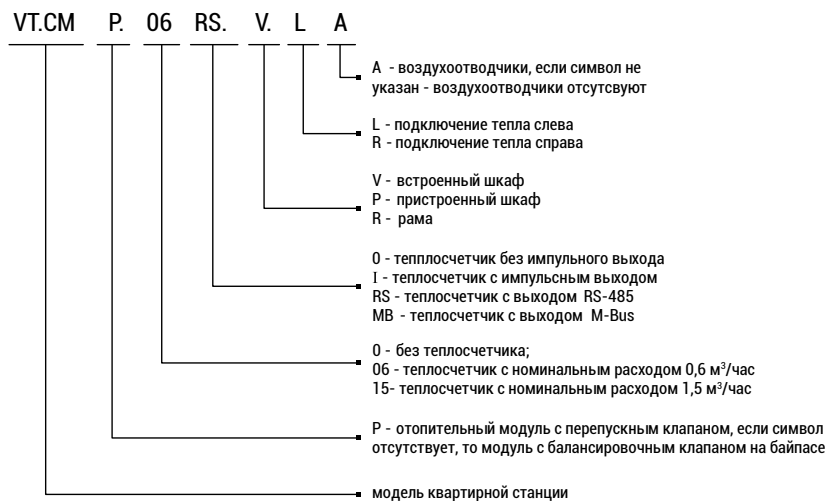 VT.CM P. 06 RS. V. L A
A - воздухоотводчики, если символ не
указан - воздухоотводчики отсутсвуют
L - подключение тепла слева
R - подключение тепла справа
V - встроенный шкаф
P - пристроенный шкаф
R - рама
0 - тепплосчетчик без импульного выхода
I - теплосчетчик с импульсным выходом
RS - теплосчетчик с выходом RS-485
MB - теплосчетчик с выходом M-Bus
0 - без теплосчетчика;
06 - теплосчетчик с номинальным расходом 0,6 м³/час
15- теплосчетчик с номинальным расходом 1,5 м³/час
P - отопительный модуль с перепускным клапаном, если символ
отсутствует, то модуль с балансировочным клапаном на байпасе
модель квартирной станции